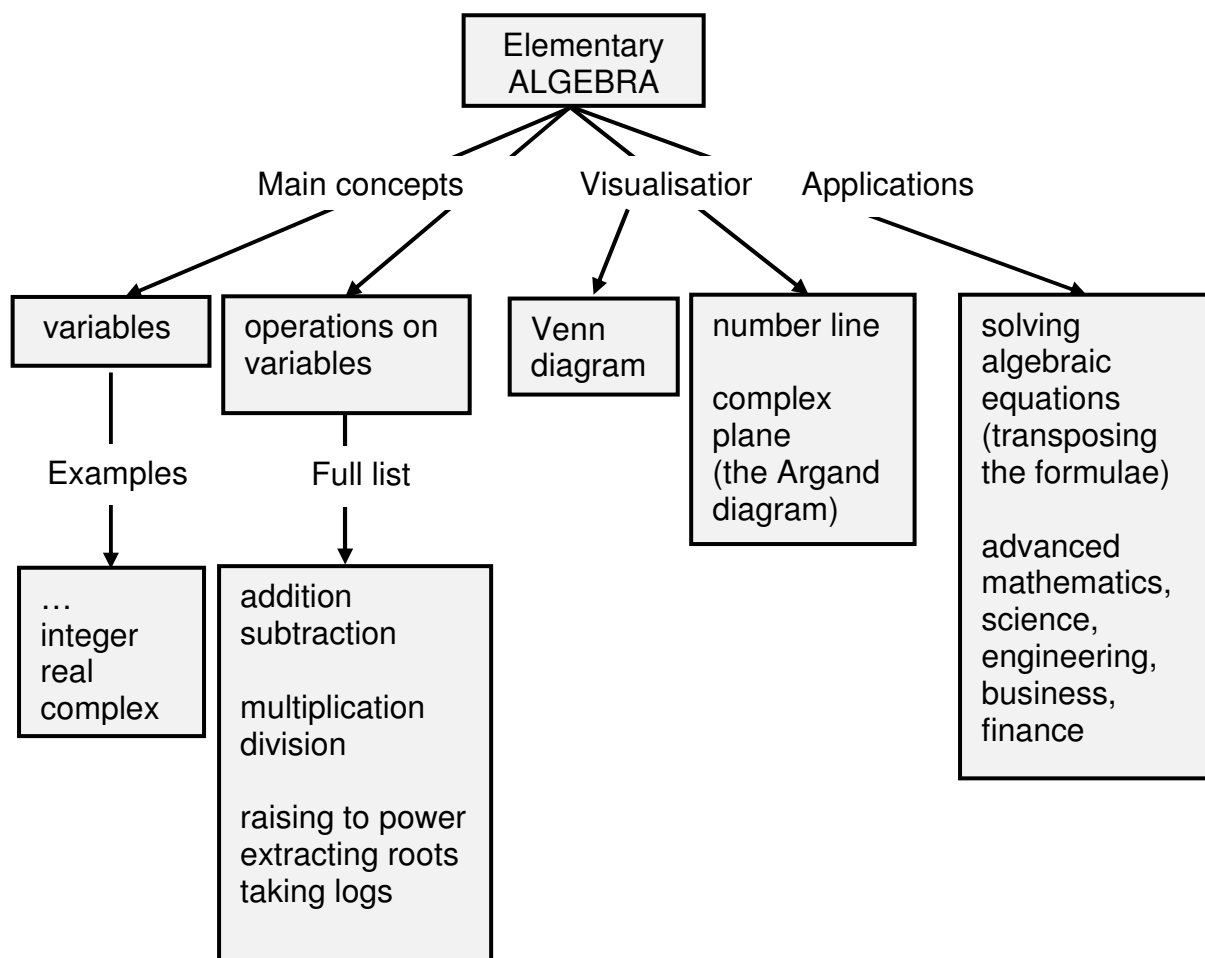 Elementary
ALGEBRA
Main concepts
Visualisation
Applications
variables
operations on
variables
Venn
diagram
number line
complex
plane
(the Argand
diagram)
solving
algebraic
equations
(transposing
the formulae)
advanced
mathematics,
science,
engineering,
business,
finance
Examples
Full list
…
integer
real
complex
addition
subtraction
multiplication
division
raising to power
extracting roots
taking logs